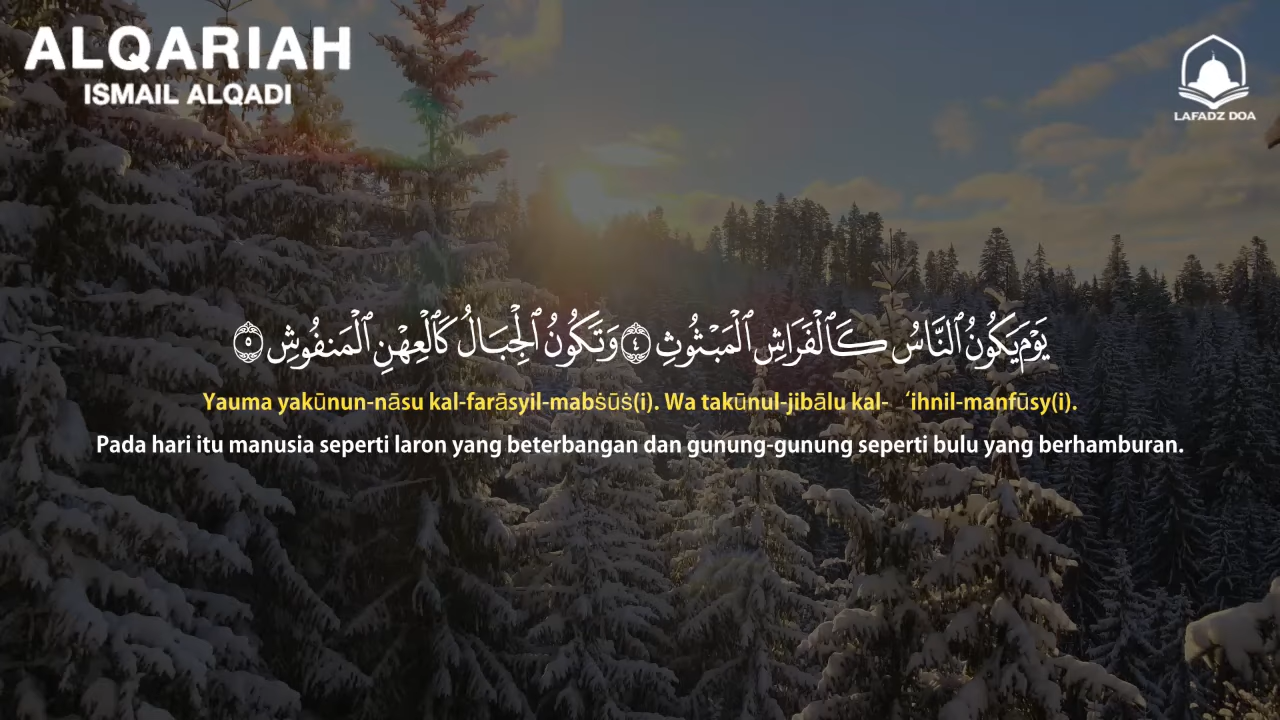 ALQARIAH
ISMAIL ALQADI
LAFADZ DOA
يَوْمَ يَكُونُ ٱلنَّاسُ كَٱلْفَرَاشِ ٱلْمَبْثُوثِ ٤ وَتَكُونُ ٱلْجِبَالُ كَٱلْعِهْنِ ٱلْمَنفُوشِ ٥
Yauma yakūnun-nāsu kal-farāsyil-mabṡūṡ(i). Wa takūnul-jibālu kal- ‘ihnil-manfūsy(i).
Pada hari itu manusia seperti laron yang beterbangan dan gunung-gunung seperti bulu yang berhamburan.